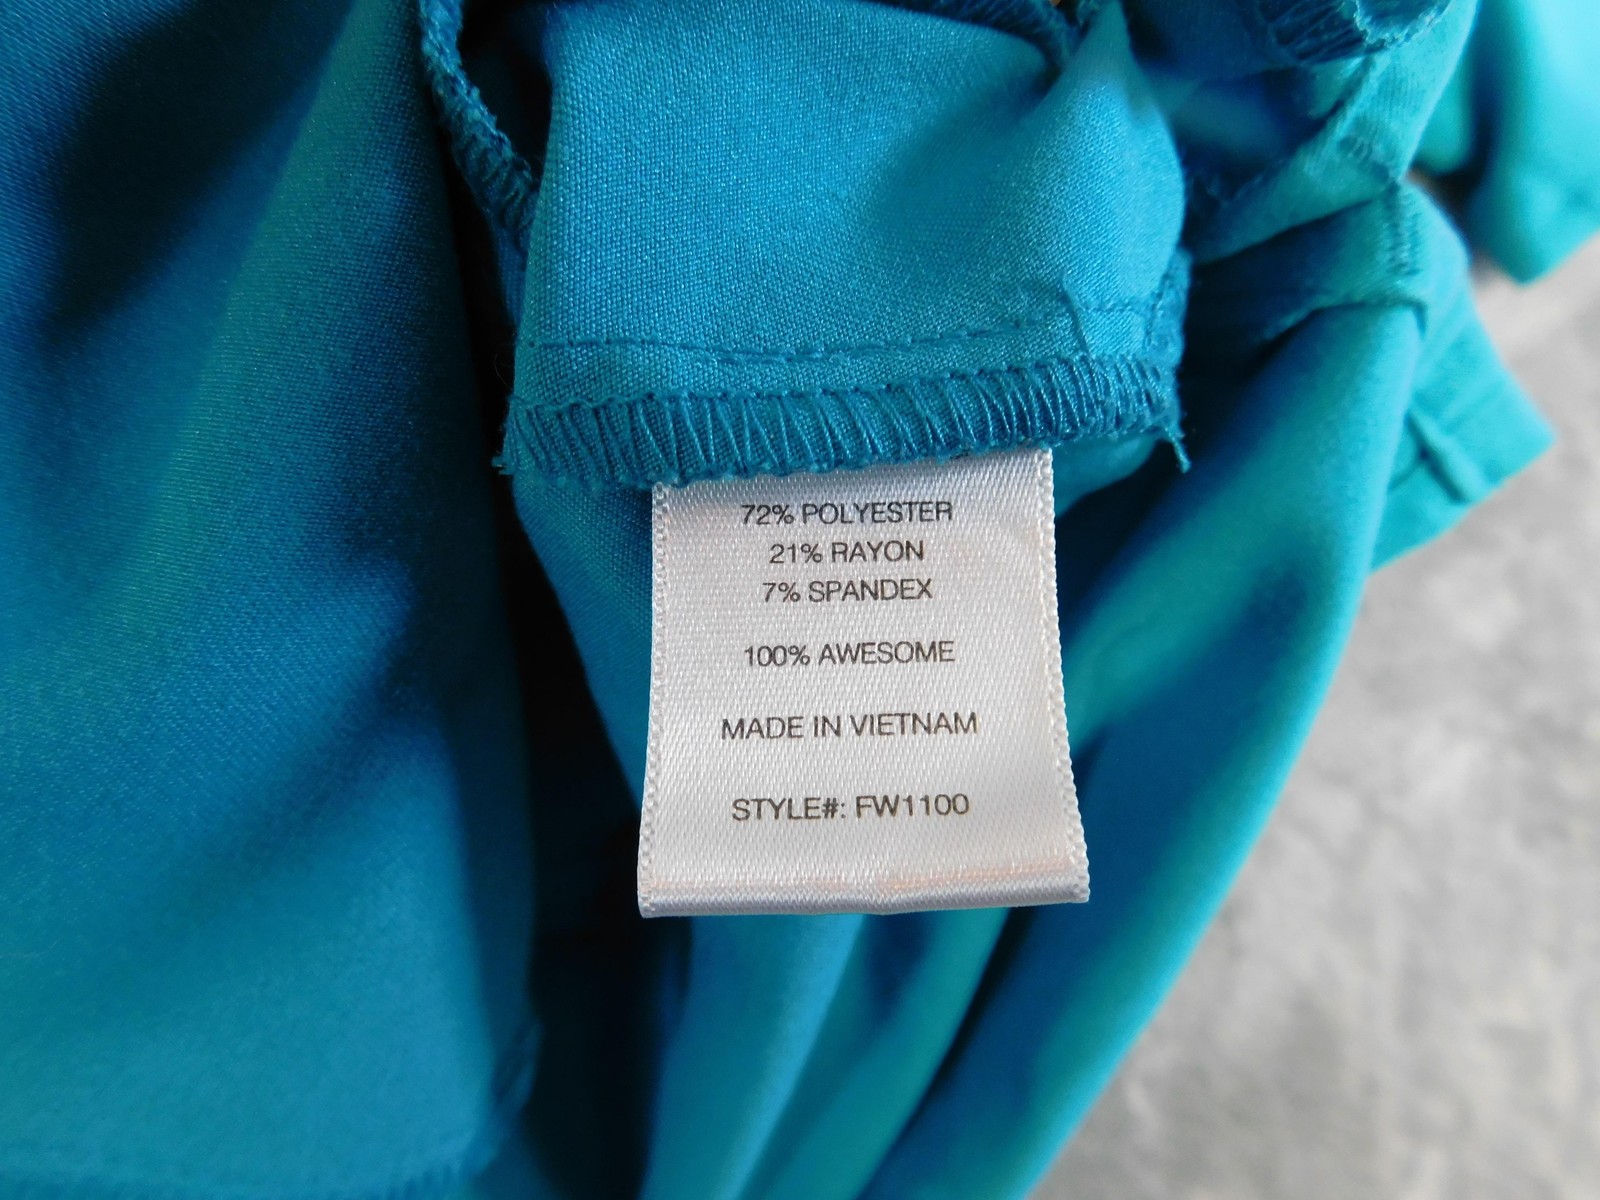 72% POLYESTER
21% RAYON
7% SPANDEX
100% AWESOME
MADE IN VIETNAM
STYLE#: FW1100